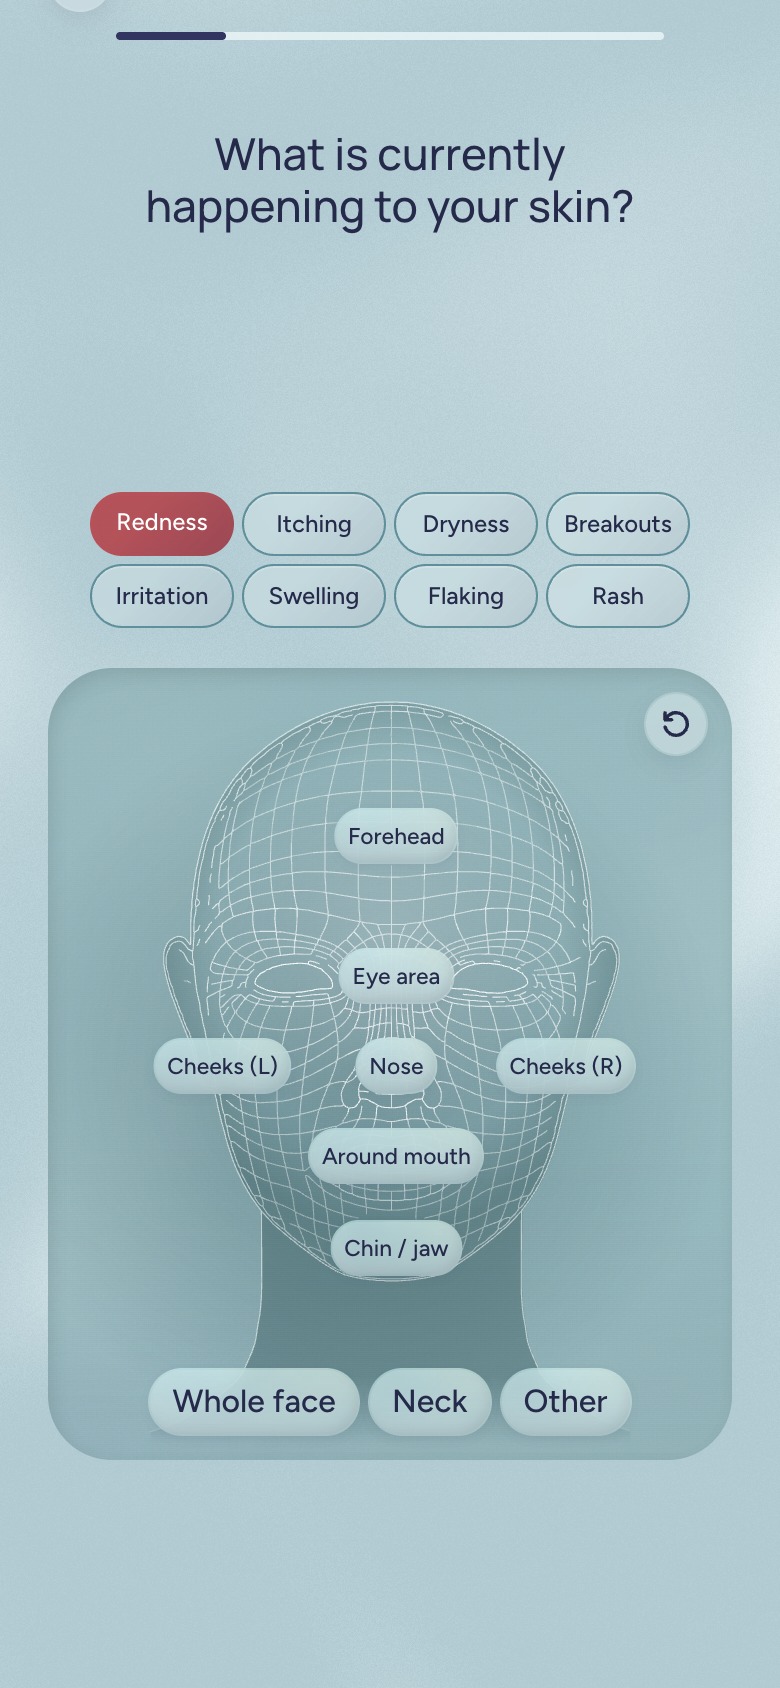 What is currently
happening to your skin?
Redness Itching Dryness Breakouts
Irritation Swelling Flaking Rash
Forehead
Eye area
Cheeks (L) Nose Cheeks (R)
Around mouth
Chin / jaw
Whole face Neck Other